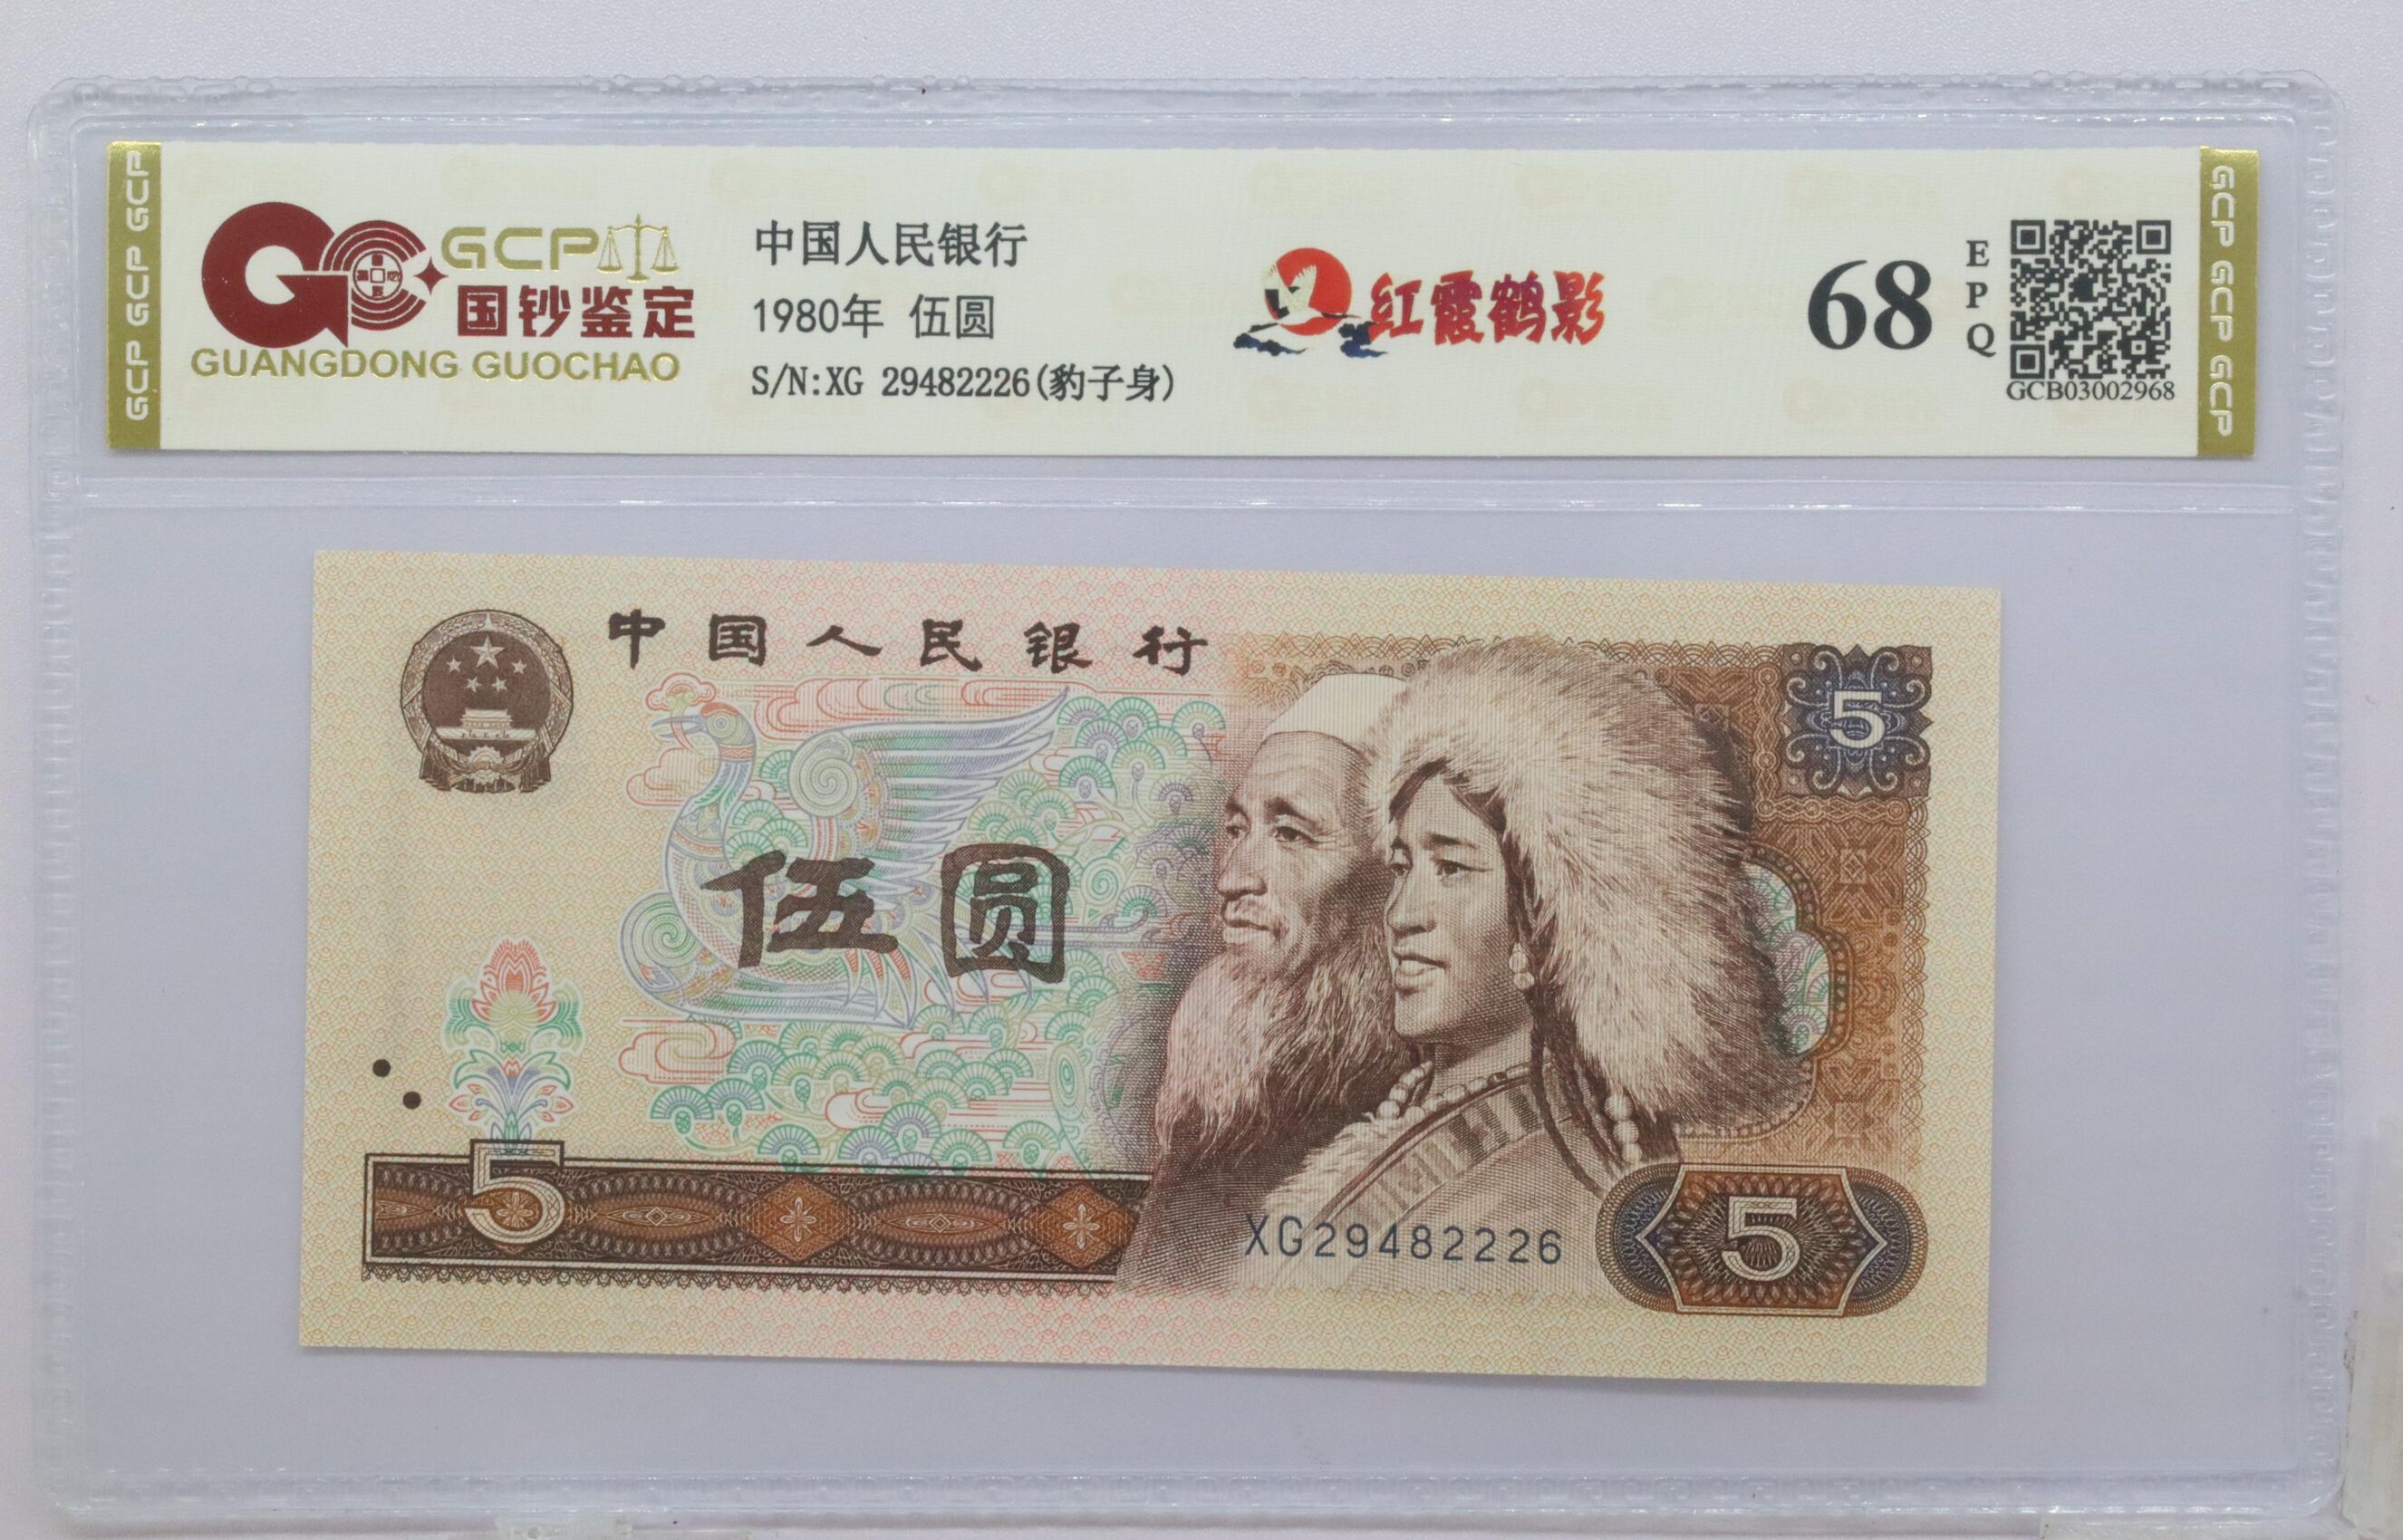 GCP GCP GCP
GCP
国钞鉴定
GUANGDONG GUOCHAO
中国人民银行
1980年 伍圆
S/N:XG 29482226(豹子身)
红霞鹤影
68
EPQ
GCB03002968
GCP GCP GCP
中国人民银行
5
伍圆
5
XG29482226
5